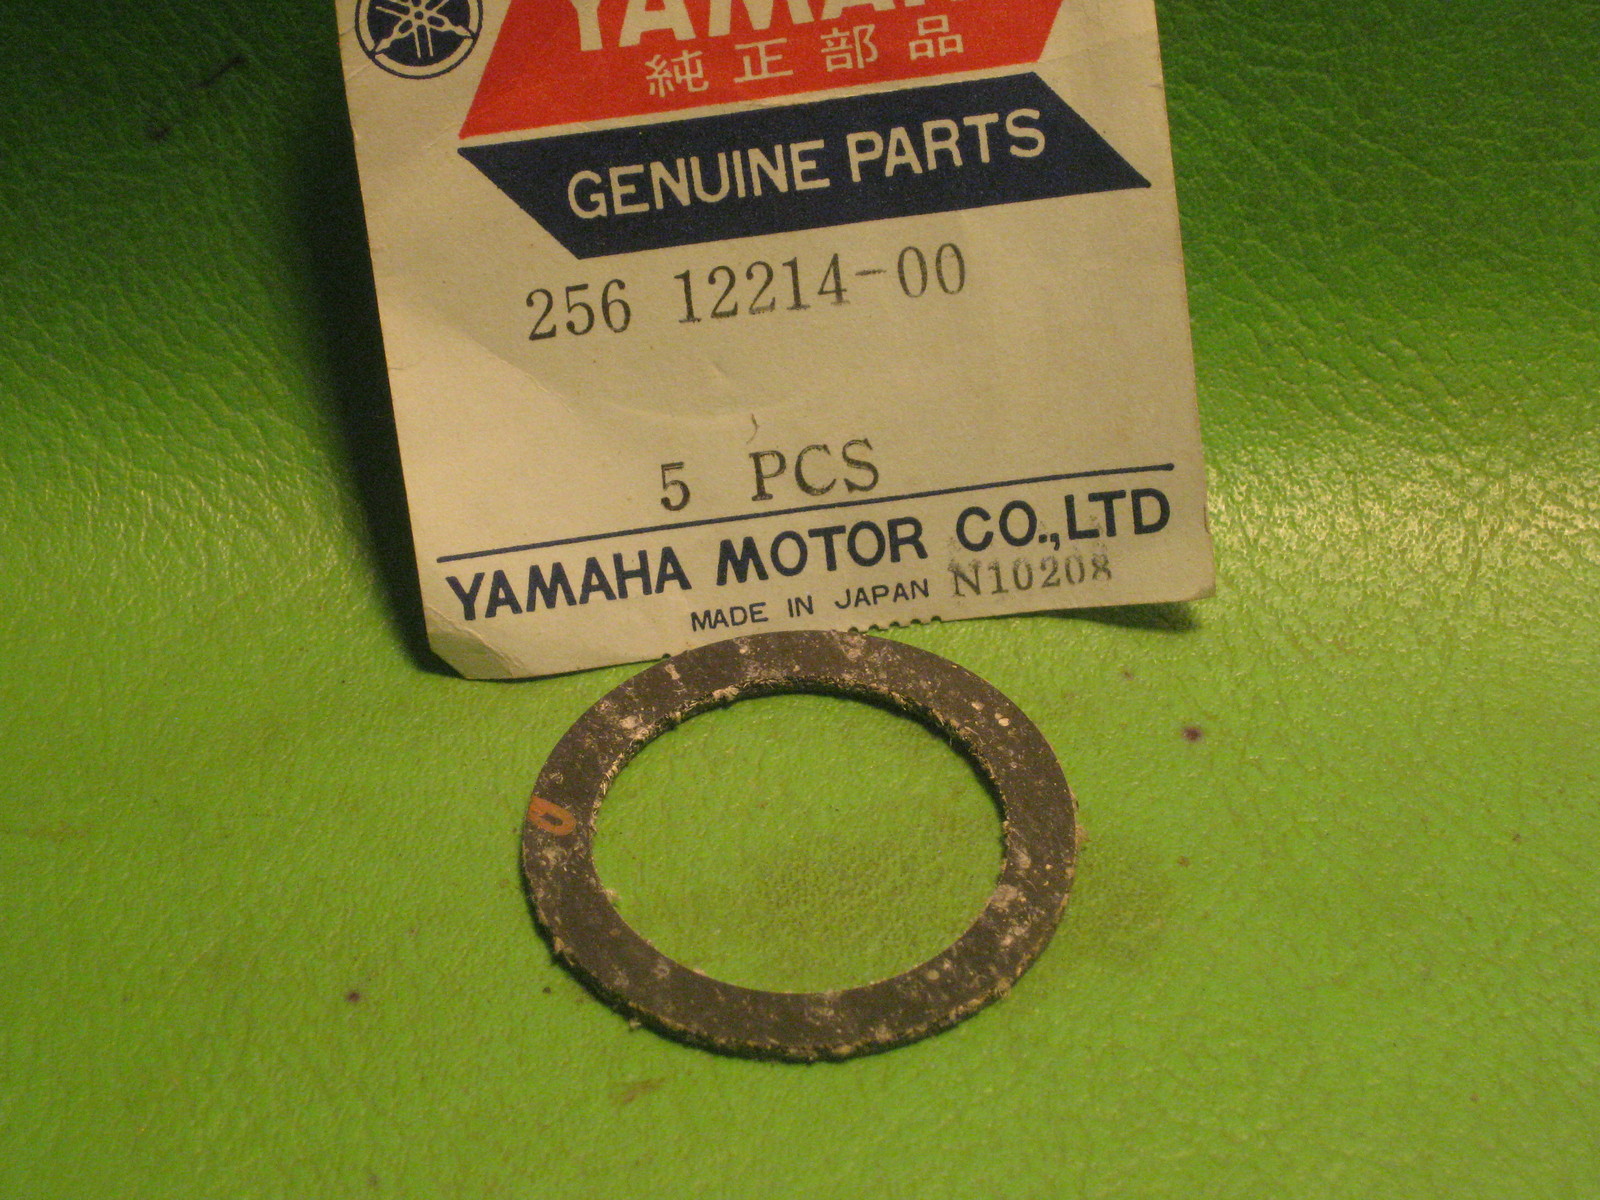 YAMAHA
純正部品
GENUINE PARTS
256 12214-00
5 PCS
YAMAHA MOTOR CO.,LTD
MADE IN JAPAN N10208